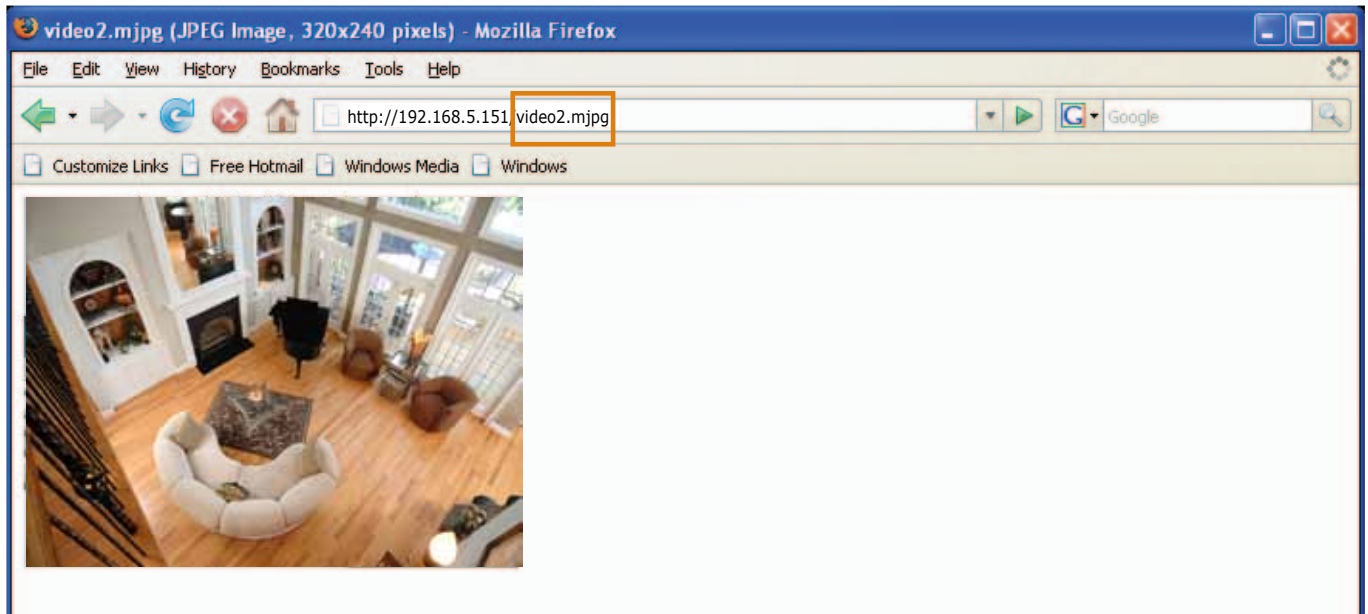 video2.mjpg (JPEG Image, 320x240 pixels) - Mozilla Firefox
File Edit View History Bookmarks Tools Help
http://192.168.5.151/video2.mjpg G Google
Customize Links Free Hotmail Windows Media Windows